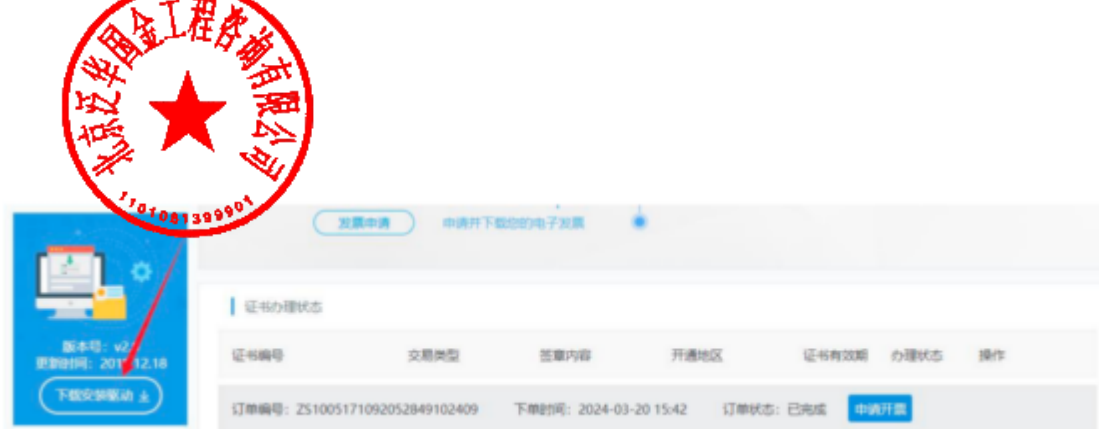 北京泛华国金工程咨询有限公司
1101081399901
发票申请
申请并下载您的电子发票
版本号：v2.
更新时间：201 12.18
下载安装驱动
证书办理状态
证书编号 交易类型 签章内容 开通地区 证书有效期 办理状态 操作
订单编号：ZS1005171092052849102409 下单时间：2024-03-20 15:42 订单状态：已完成 申请开票